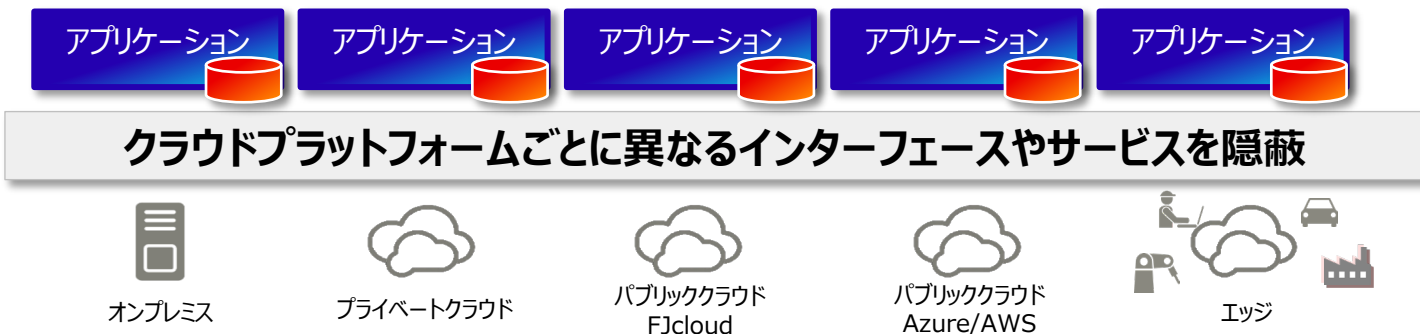 アプリケーション
アプリケーション
アプリケーション
アプリケーション
アプリケーション
クラウドプラットフォームごとに異なるインターフェースやサービスを隠蔽
オンプレミス
プライベートクラウド
パブリッククラウド
FJcloud
パブリッククラウド
Azure/AWS
エッジ